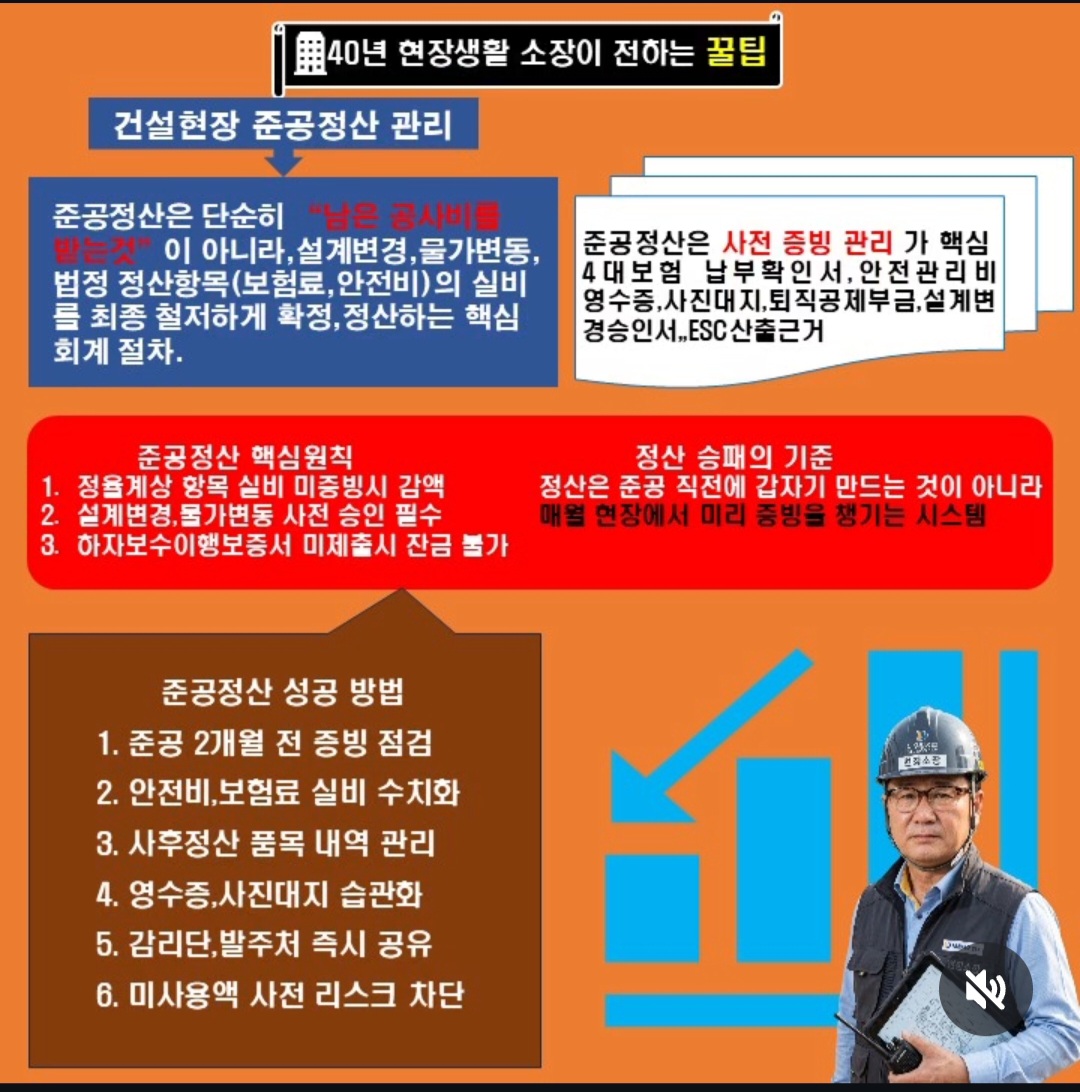 40년 현장생활 소장이 전하는 꿀팁
건설현장 준공정산 관리
준공정산은 단순히 "남은 공사비를
받는것" 이 아니라,설계변경,물가변동,
법정 정산항목(보험료,안전비)의 실비
를 최종 철저하게 확정,정산하는 핵심
회계 절차.
준공정산은 사전 증빙 관리 가 핵심
4대보험 납부확인서,안전관리비
영수증,사진대지,퇴직공제부금,설계변
경승인서,,ESC산출근거
준공정산 핵심원칙
1. 정율계상 항목 실비 미증빙시 감액
2. 설계변경,물가변동 사전 승인 필수
3. 하자보수이행보증서 미제출시 잔금 불가
정산 승패의 기준
정산은 준공 직전에 갑자기 만드는 것이 아니라
매월 현장에서 미리 증빙을 챙기는 시스템
준공정산 성공 방법
1. 준공 2개월 전 증빙 점검
2. 안전비,보험료 실비 수치화
3. 사후정산 품목 내역 관리
4. 영수증,사진대지 습관화
5. 감리단,발주처 즉시 공유
6. 미사용액 사전 리스크 차단
현장소장